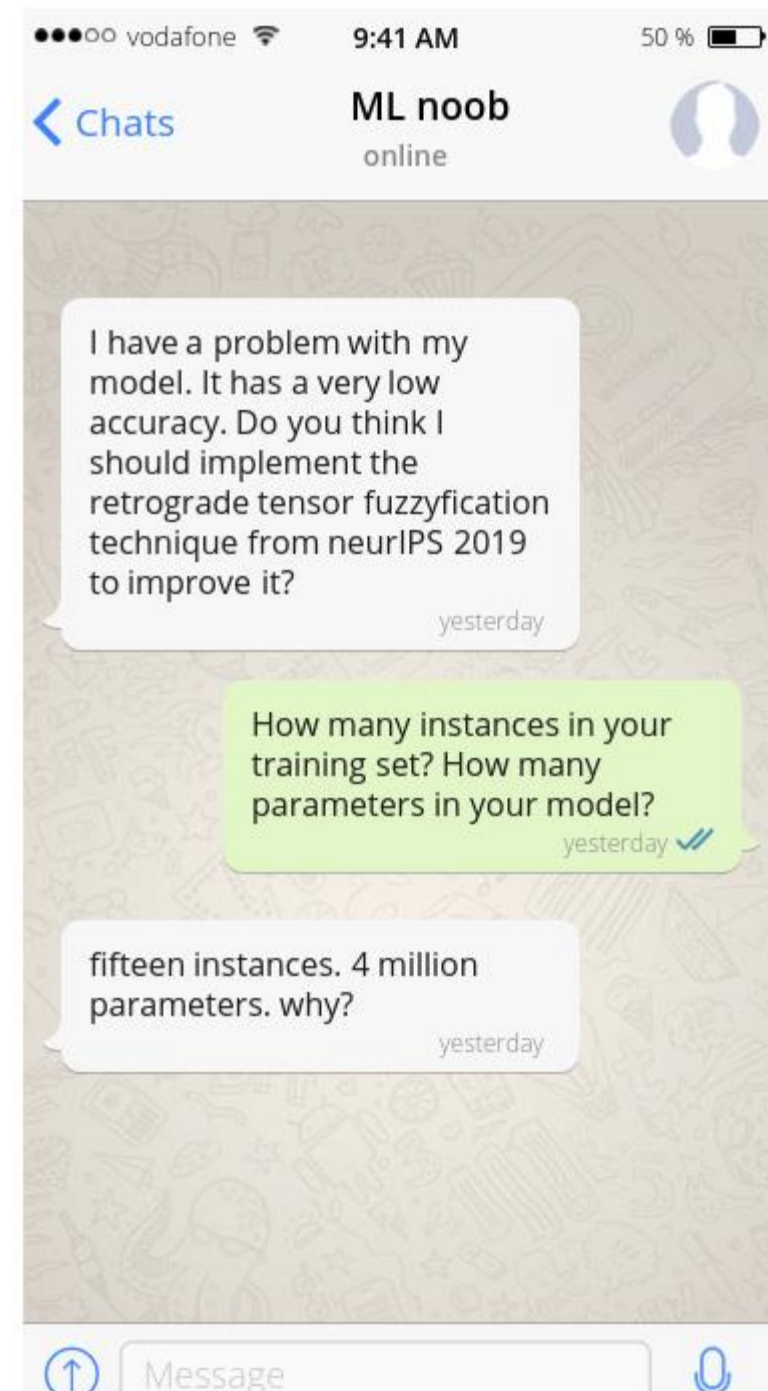 ●●●○○ vodafone 9:41 AM 50 %
Chats
ML noob
online
I have a problem with my
model. It has a very low
accuracy. Do you think I
should implement the
retrograde tensor fuzzyfication
technique from neurIPS 2019
to improve it?
yesterday
How many instances in your
training set? How many
parameters in your model?
yesterday
fifteen instances. 4 million
parameters. why?
yesterday
Message